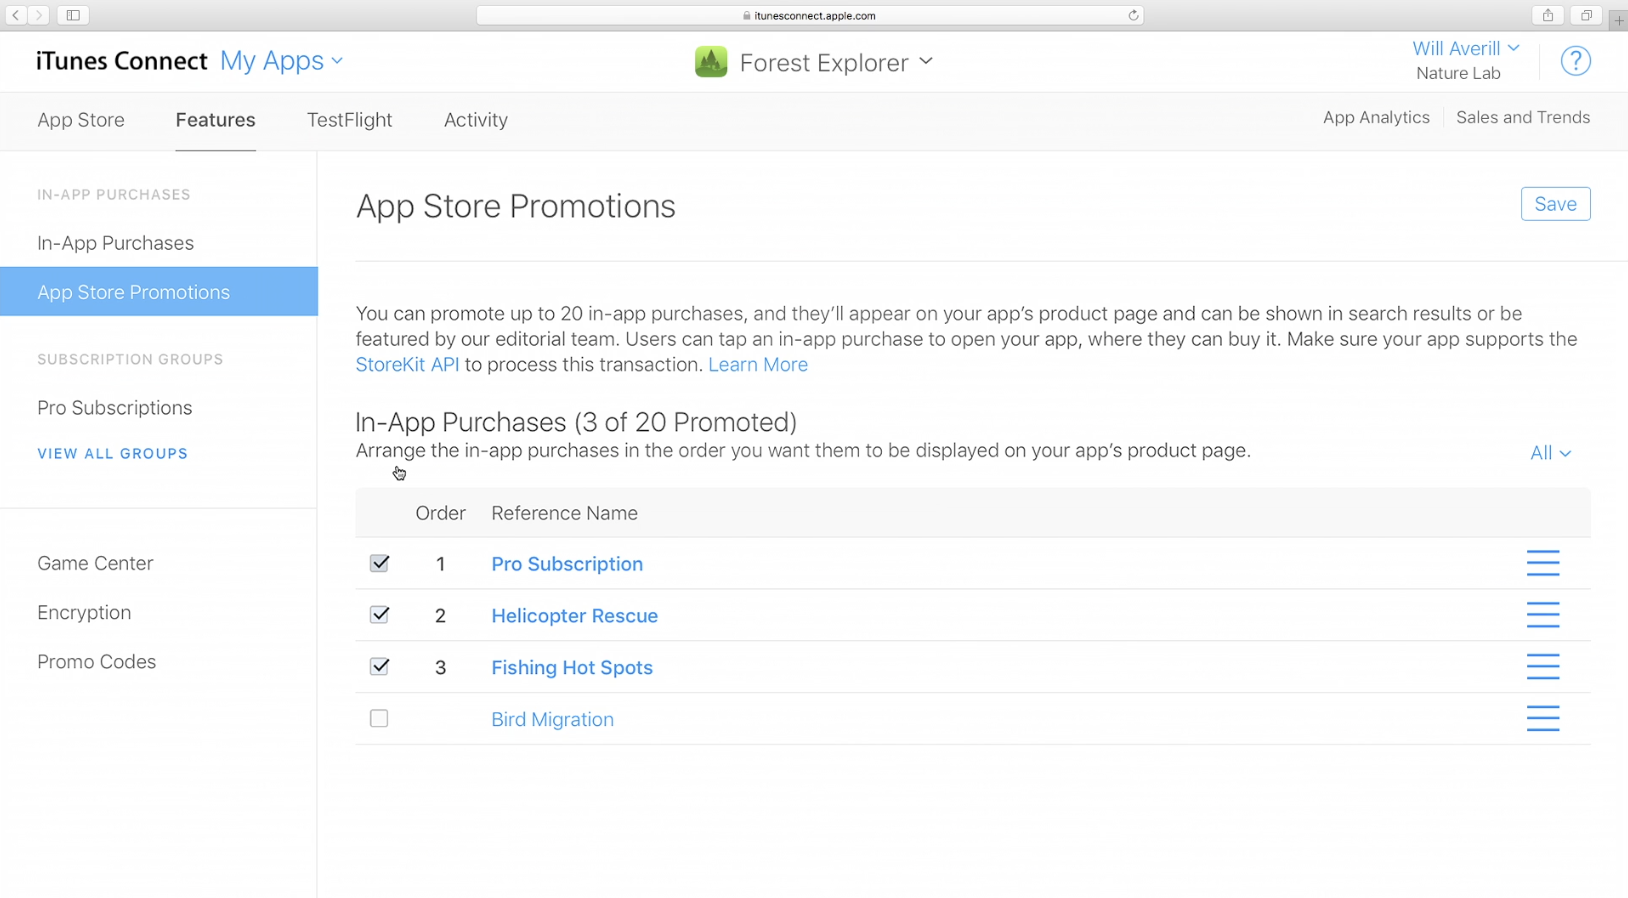 itunesconnect.apple.com
iTunes Connect My Apps
Forest Explorer
Will Averill
Nature Lab
?
App Store Features TestFlight Activity
App Analytics Sales and Trends
IN-APP PURCHASES
In-App Purchases
App Store Promotions
SUBSCRIPTION GROUPS
Pro Subscriptions
VIEW ALL GROUPS
Game Center
Encryption
Promo Codes
App Store Promotions
Save
You can promote up to 20 in-app purchases, and they’ll appear on your app’s product page and can be shown in search results or be
featured by our editorial team. Users can tap an in-app purchase to open your app, where they can buy it. Make sure your app supports the
StoreKit API to process this transaction. Learn More
In-App Purchases (3 of 20 Promoted)
Arrange the in-app purchases in the order you want them to be displayed on your app’s product page.
All
Order Reference Name
1 Pro Subscription
2 Helicopter Rescue
3 Fishing Hot Spots
Bird Migration